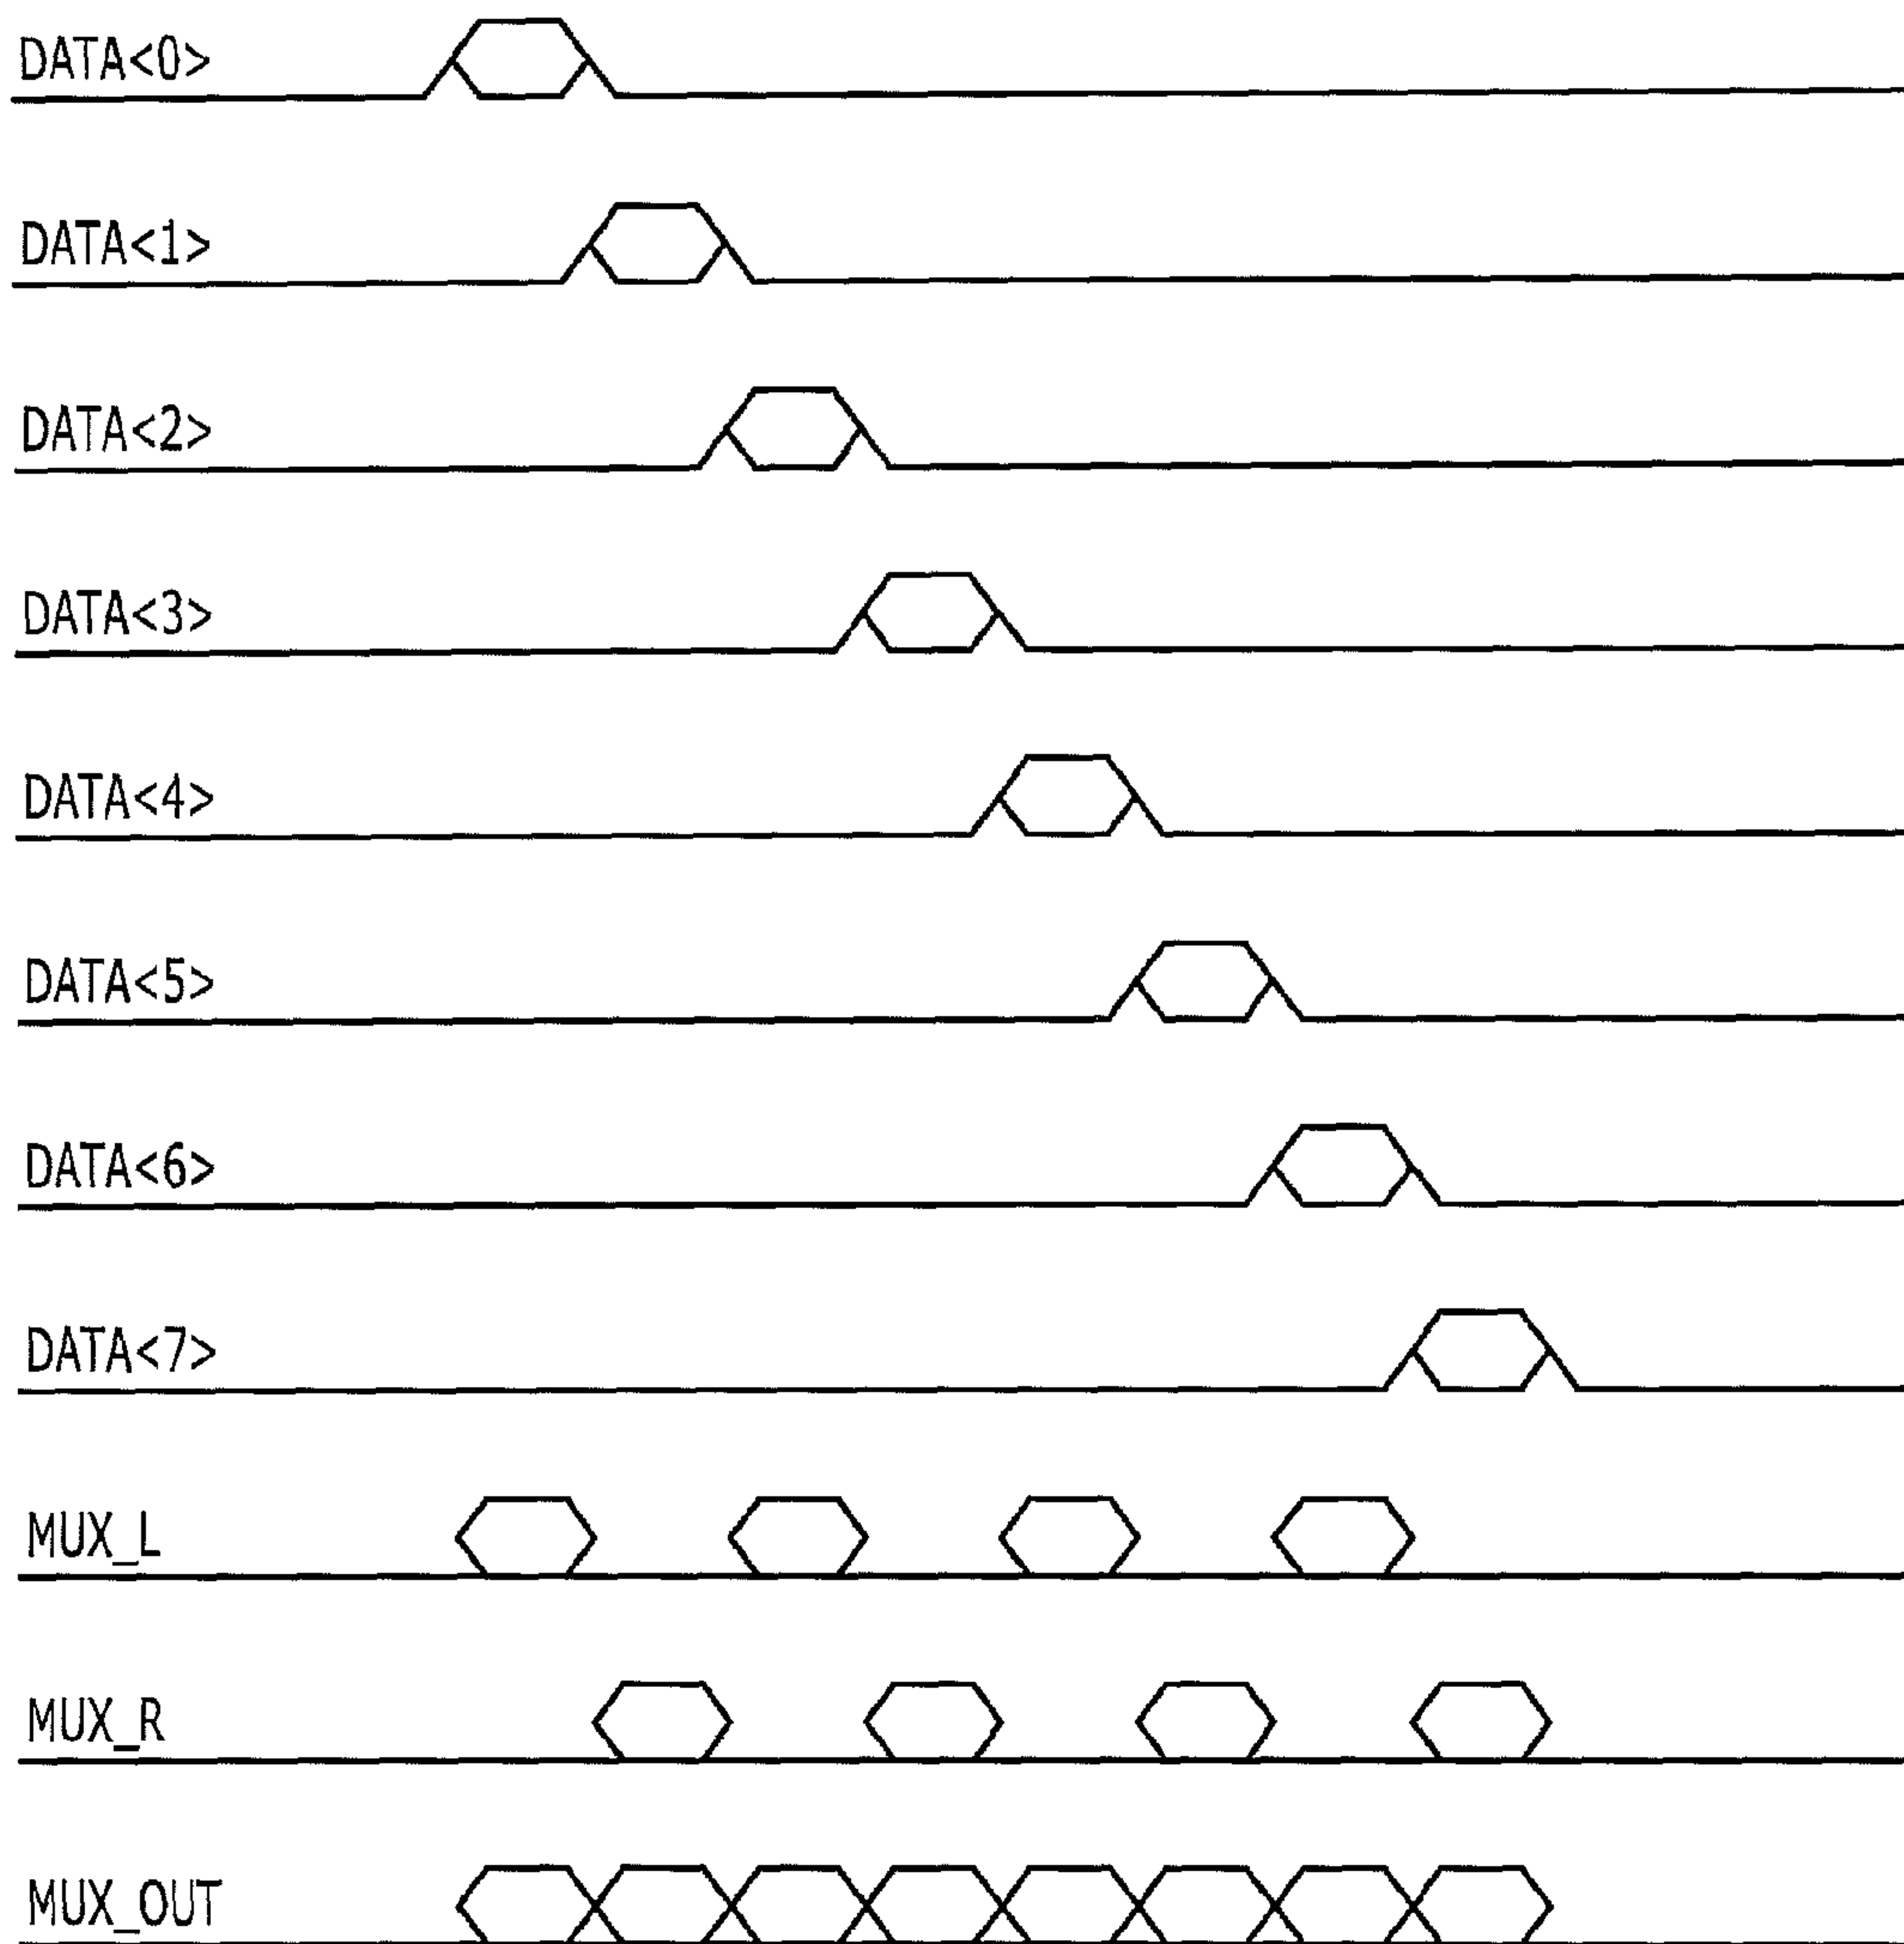 DATA<0>
DATA<1>
DATA<2>
DATA<3>
DATA<4>
DATA<5>
DATA<6>
DATA<7>
MUX_L
MUX_R
MUX_OUT